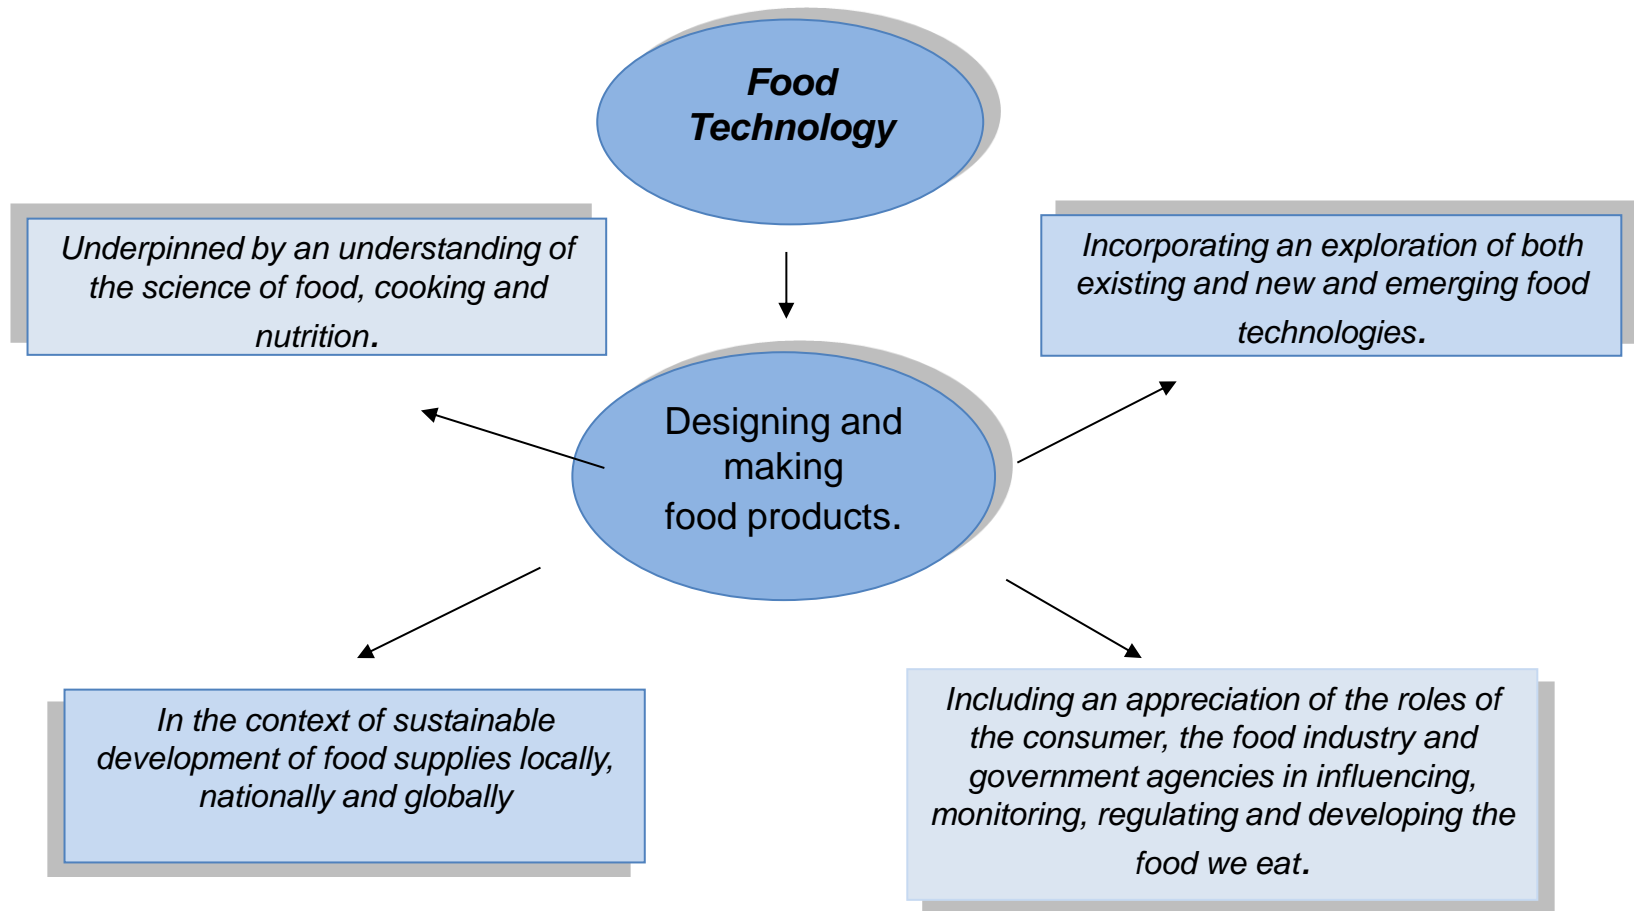 Food
Technology
Underpinned by an understanding of
the science of food, cooking and
nutrition.
Incorporating an exploration of both
existing and new and emerging food
technologies.
Designing and
making
food products.
In the context of sustainable
development of food supplies locally,
nationally and globally
Including an appreciation of the roles of
the consumer, the food industry and
government agencies in influencing,
monitoring, regulating and developing the
food we eat.